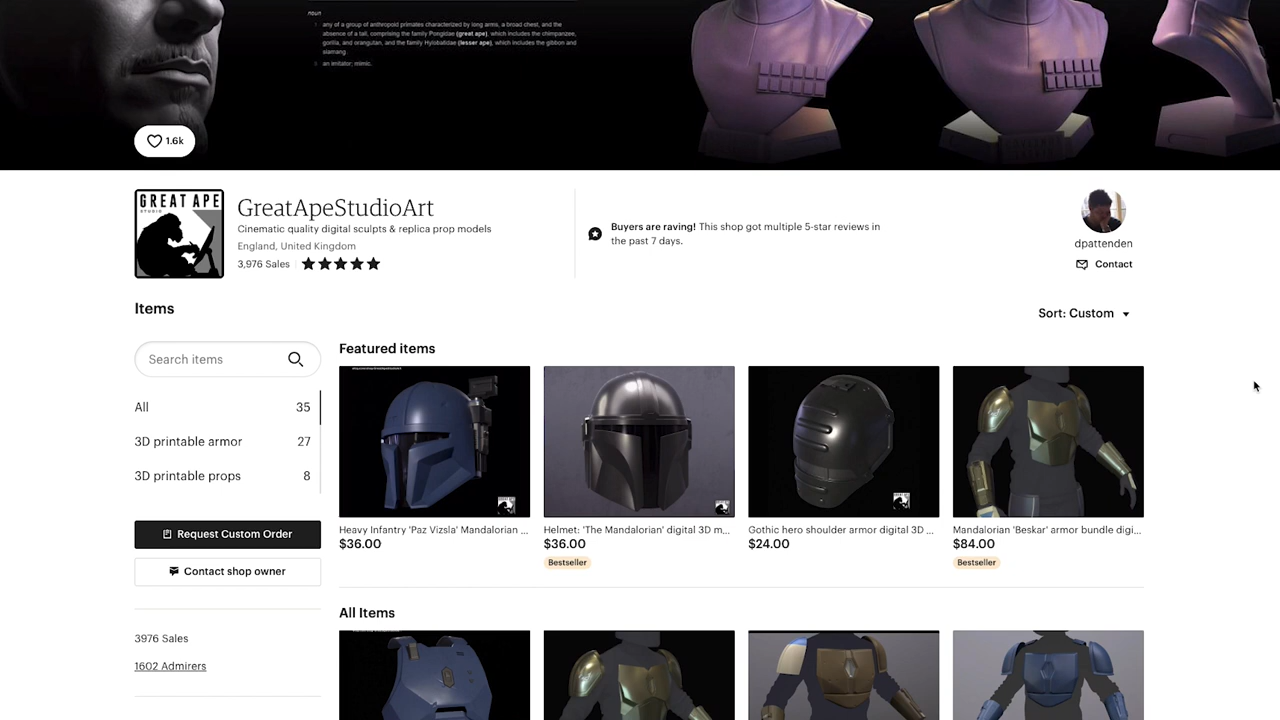 noun
any of a group of anthropoid primates characterized by long arms, a broad chest, and the
absence of a tail, comprising the family Pongidae (great ape), which includes the chimpanzee,
gorilla, and orangutan, and the family Hylobatidae (lesser ape), which includes the gibbon and
siamang.
an imitator; mimic.
1.6k
GREAT APE
STUDIO
GreatApeStudioArt
Cinematic quality digital sculpts & replica prop models
England, United Kingdom
3,976 Sales
Buyers are raving! This shop got multiple 5-star reviews in
the past 7 days.
dpattenden
Contact
Items
Sort: Custom
Search items
All 35
3D printable armor 27
3D printable props 8
Request Custom Order
Contact shop owner
3976 Sales
1602 Admirers
Featured items
Heavy Infantry 'Paz Vizsla' Mandalorian ...
$36.00
Helmet: 'The Mandalorian' digital 3D m...
$36.00
Bestseller
Gothic hero shoulder armor digital 3D ...
$24.00
Mandalorian 'Beskar' armor bundle digi...
$84.00
Bestseller
All Items